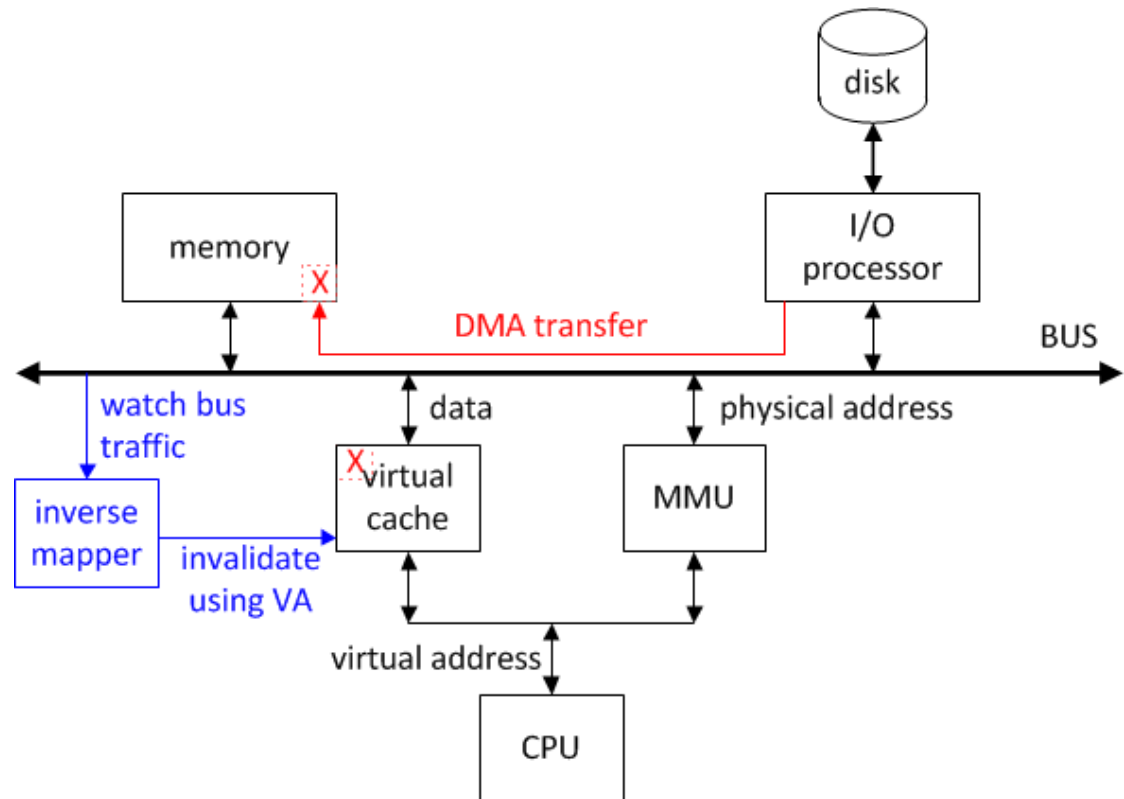 disk
memory
X
I/O
processor
DMA transfer
BUS
watch bus
traffic
data
physical address
X
virtual
cache
MMU
inverse
mapper
invalidate
using VA
virtual address
CPU